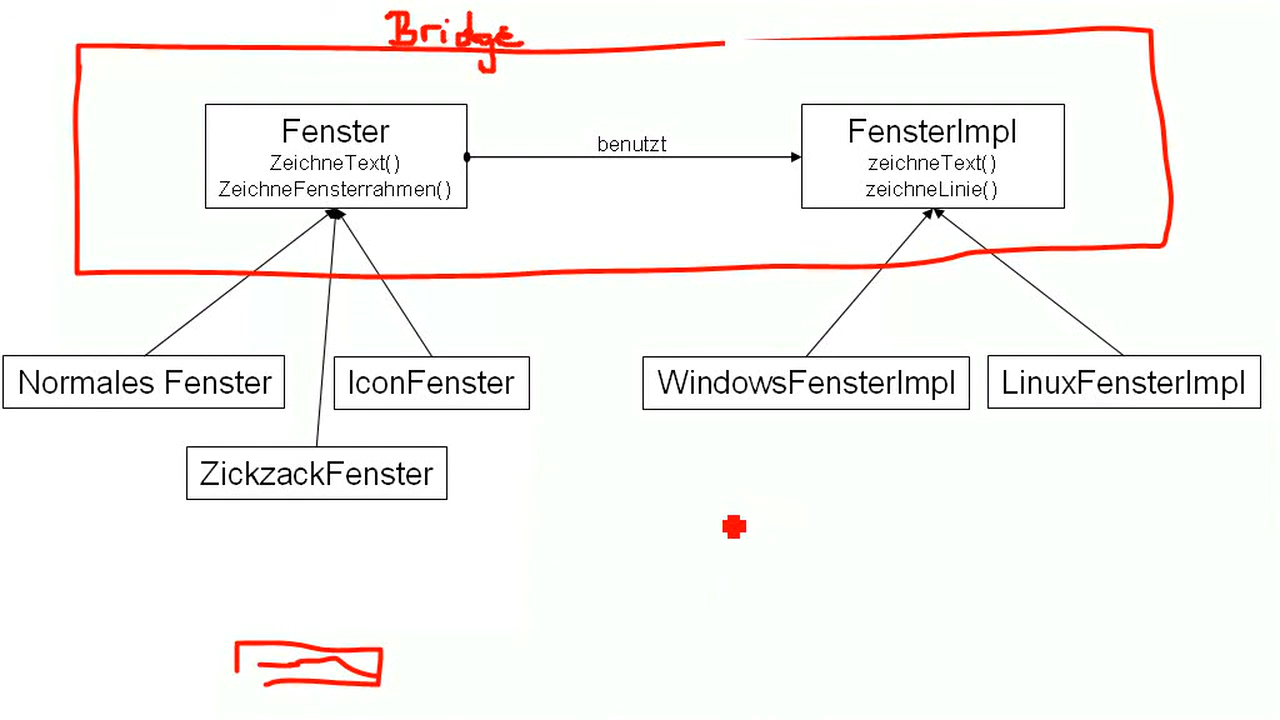 Bridge
Fenster
ZeichneText()
ZeichneFensterrahmen()
benutzt
FensterImpl
zeichneText()
zeichneLinie()
Normales Fenster
IconFenster
ZickzackFenster
WindowsFensterImpl
LinuxFensterImpl